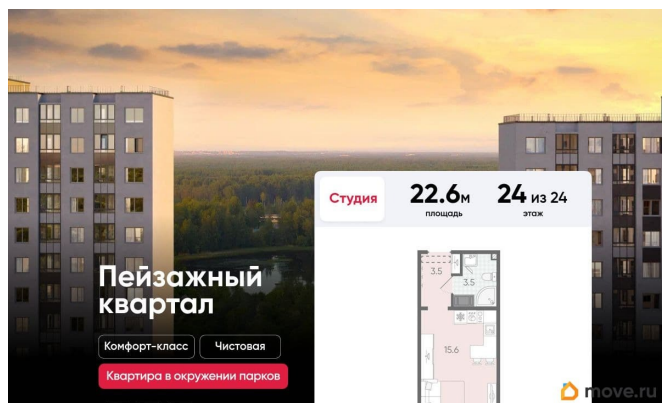 Студия
22.6м
площадь
24 из 24
этаж
3.5
3.5
15.6
Пейзажный
квартал
Комфорт-класс
Чистовая
Квартира в окружении парков
move.ru